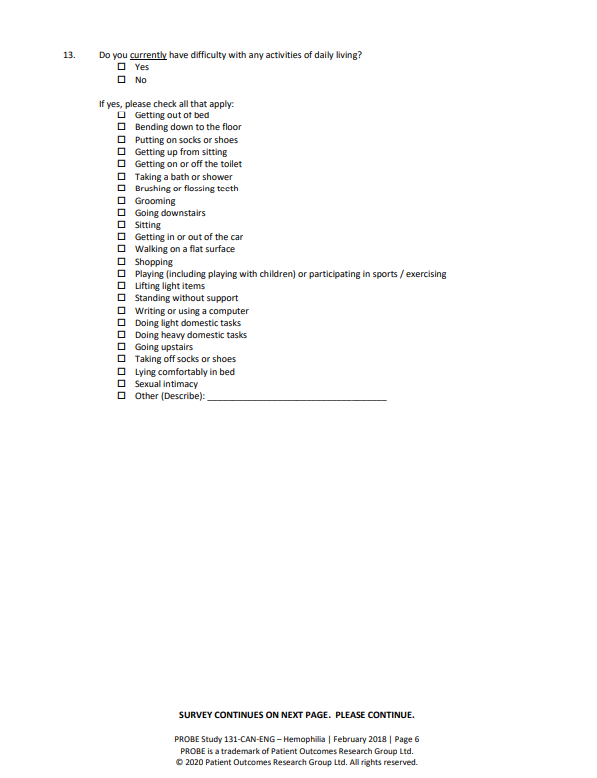 13. Do you currently have difficulty with any activities of daily living?
☐ Yes
☐ No
If yes, please check all that apply:
☐ Getting out of bed
☐ Bending down to the floor
☐ Putting on socks or shoes
☐ Getting up from sitting
☐ Getting on or off the toilet
☐ Taking a bath or shower
☐ Brushing or flossing teeth
☐ Grooming
☐ Going downstairs
☐ Sitting
☐ Getting in or out of the car
☐ Walking on a flat surface
☐ Shopping
☐ Playing (including playing with children) or participating in sports / exercising
☐ Lifting light items
☐ Standing without support
☐ Writing or using a computer
☐ Doing light domestic tasks
☐ Doing heavy domestic tasks
☐ Going upstairs
☐ Taking off socks or shoes
☐ Lying comfortably in bed
☐ Sexual intimacy
☐ Other (Describe): ____________________________________
SURVEY CONTINUES ON NEXT PAGE. PLEASE CONTINUE.
PROBE Study 131-CAN-ENG – Hemophilia | February 2018 | Page 6
PROBE is a trademark of Patient Outcomes Research Group Ltd.
© 2020 Patient Outcomes Research Group Ltd. All rights reserved.